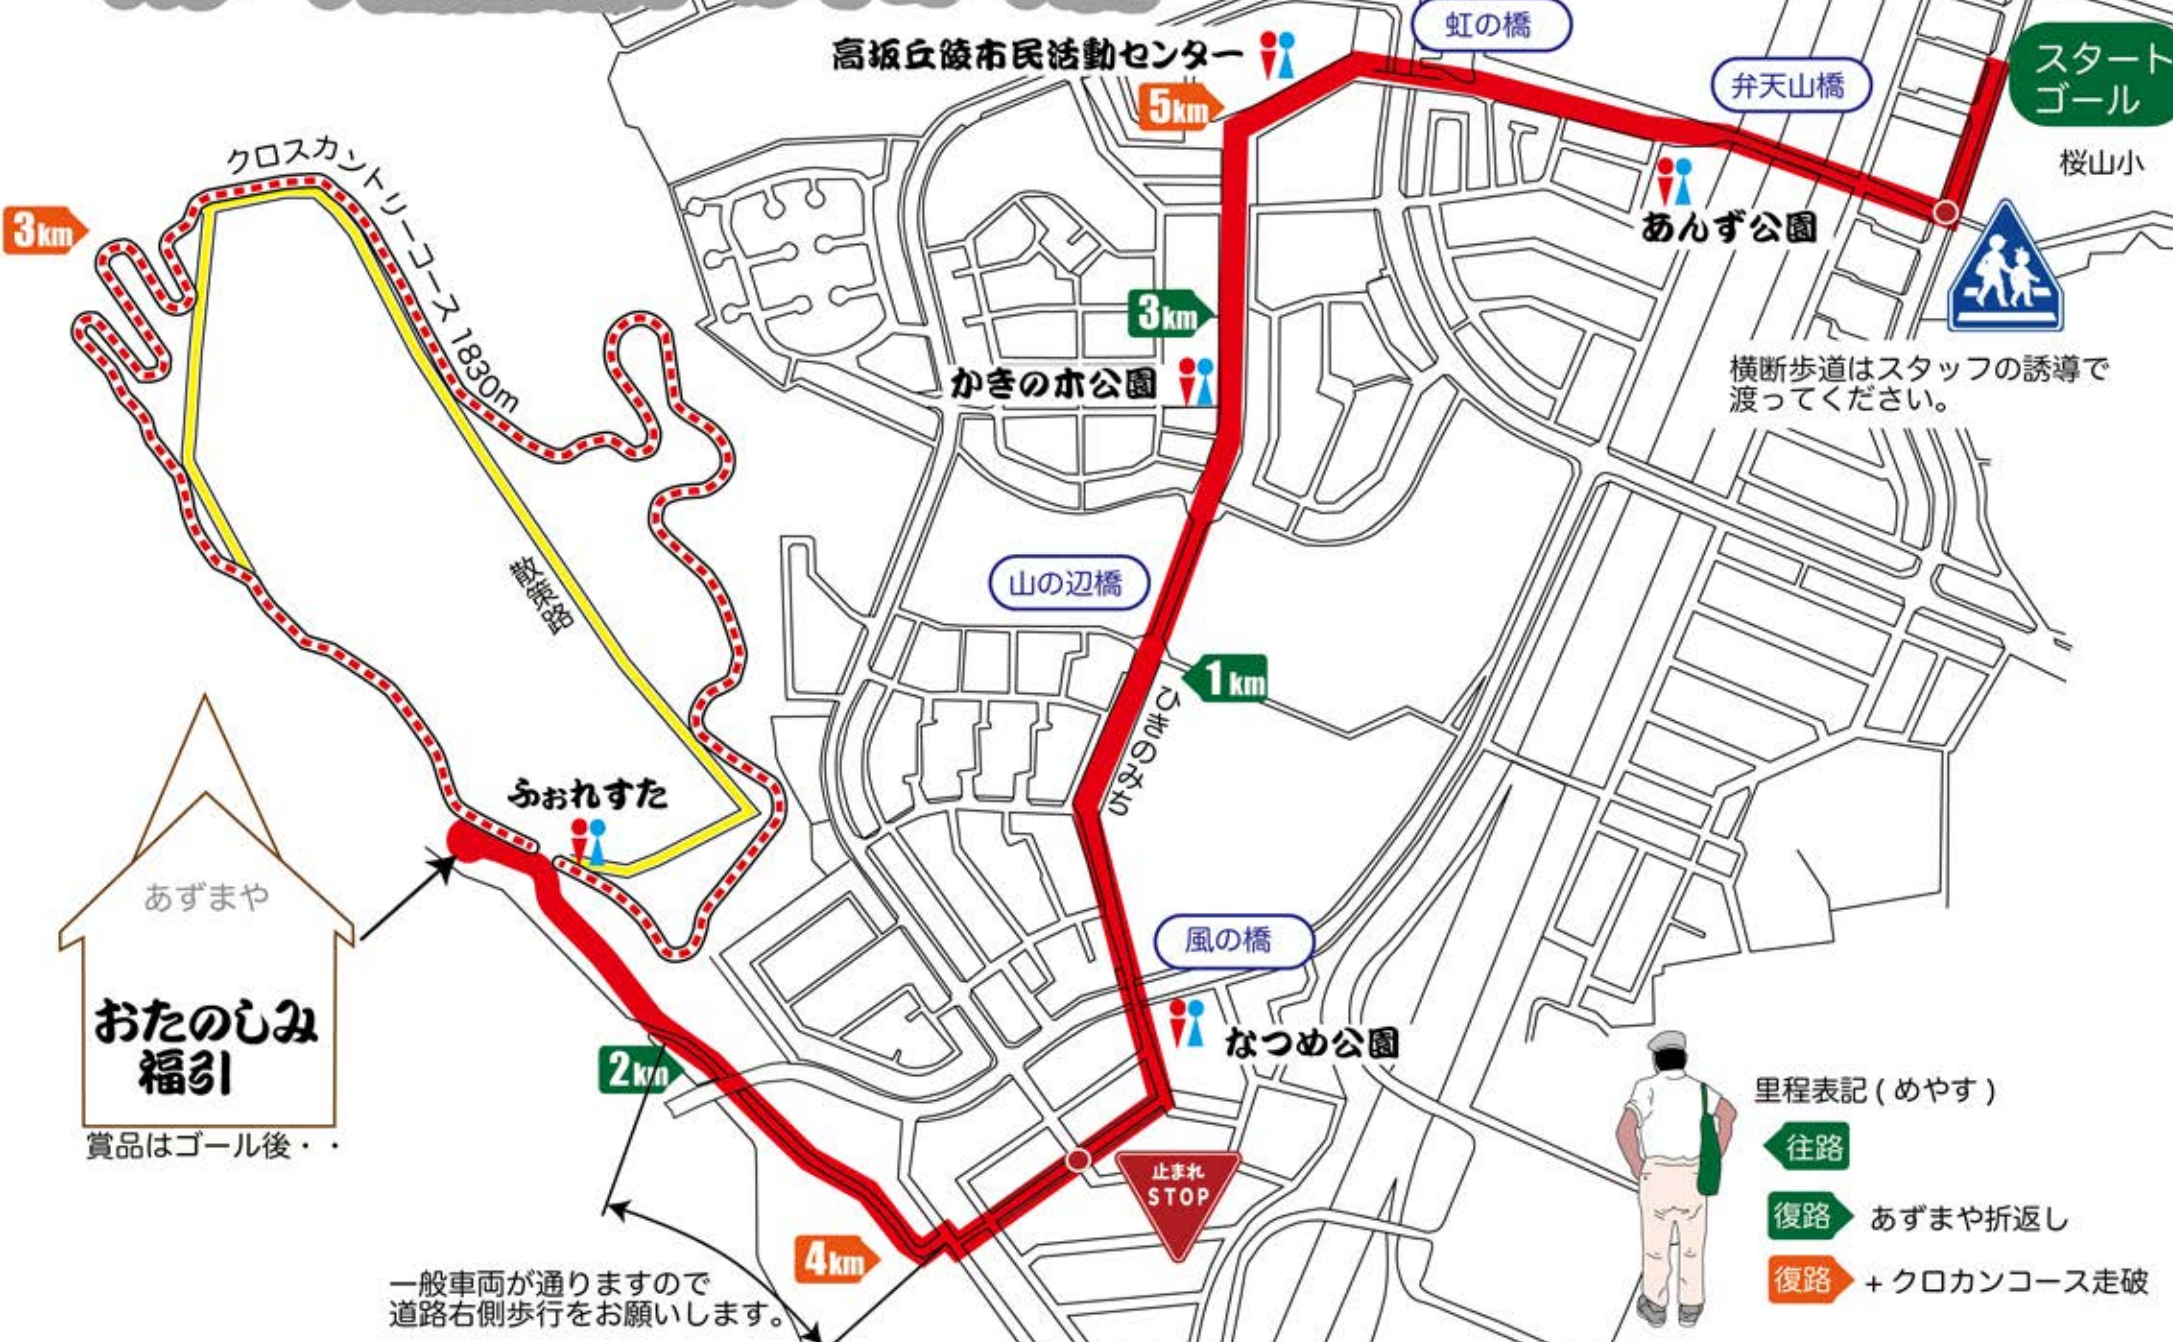 高坂丘陵市民活動センター
虹の橋
弁天山橋
スタート
ゴール
桜山小
5km
あんず公園
クロスカントリーコース 1830m
3km
3km
かきの木公園
横断歩道はスタッフの誘導で
渡ってください。
山の辺橋
散策路
1km
ひきのみち
ふぉれすた
あずまや
おたのしみ
福引
賞品はゴール後・・
風の橋
なつめ公園
2km
止まれ
STOP
4km
一般車両が通りますので
道路右側歩行をお願いします。
里程表記 ( めやす )
往路
復路 あずまや折返し
復路 + クロカンコース走破